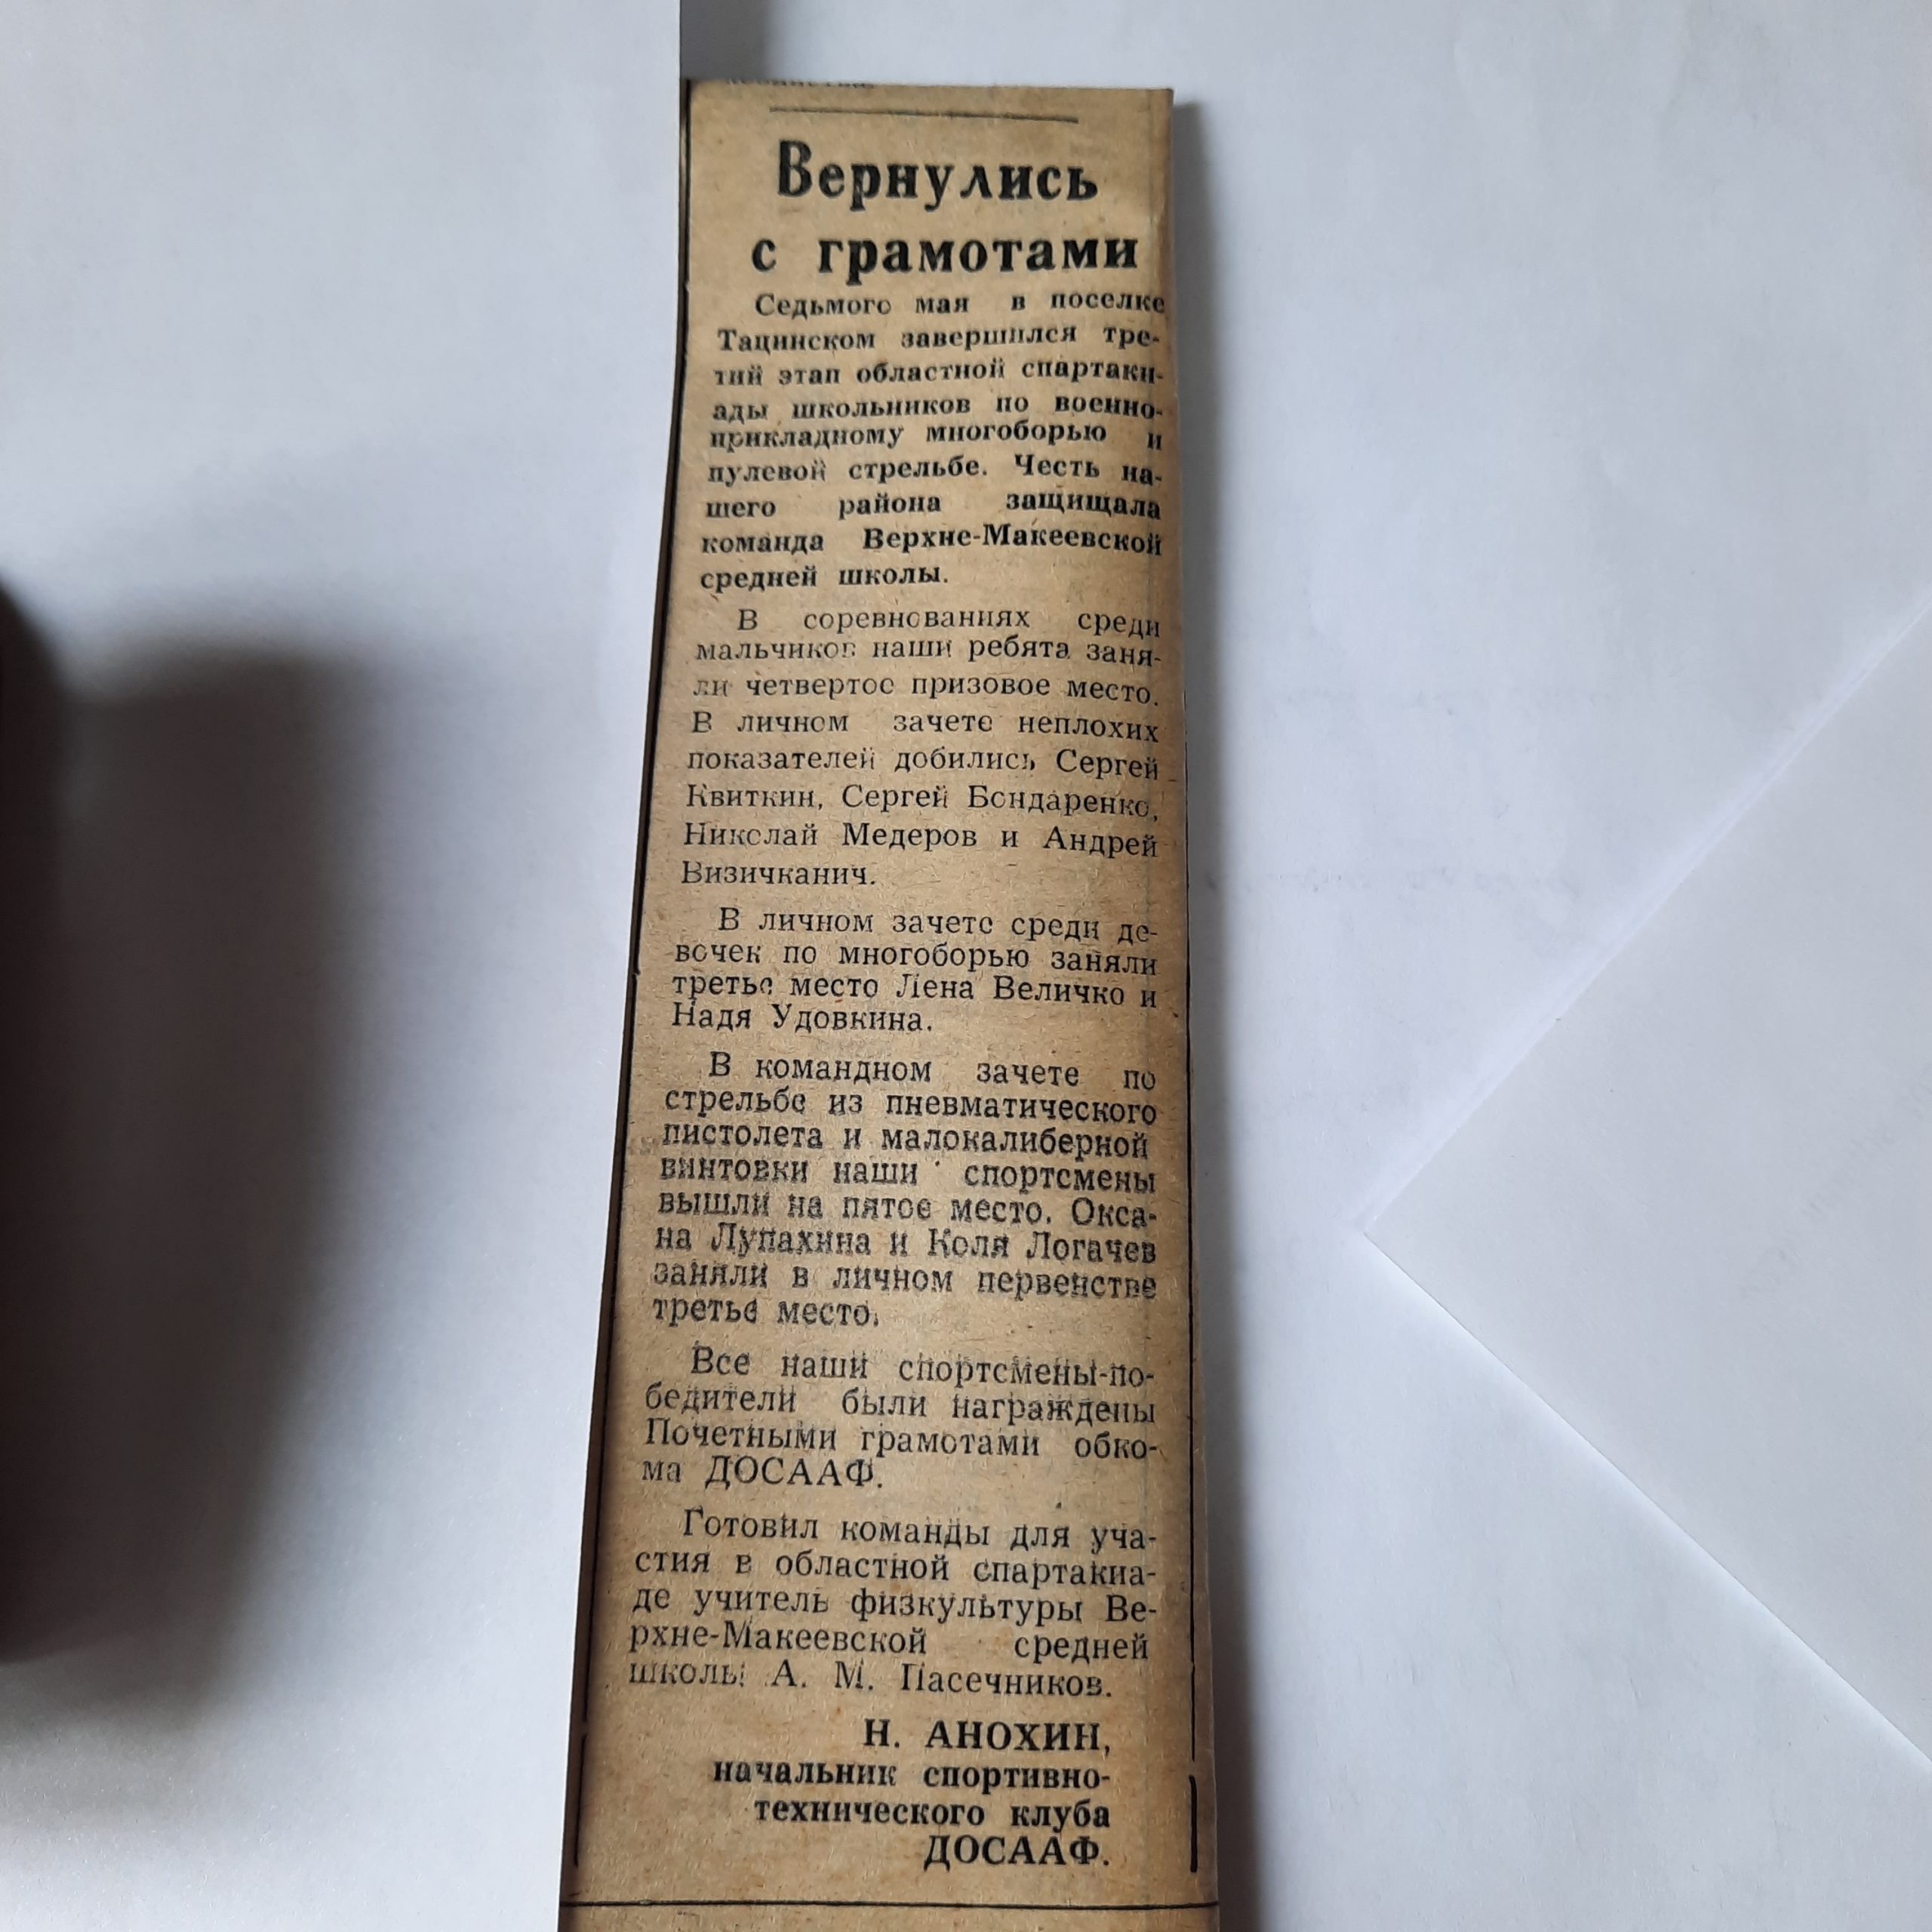 Вернулись
с грамотами
Седьмого мая в поселке
Тацинском завершился тре-
тий этап областной спартаки-
ады школьников по военно-
прикладному многоборью и
пулевой стрельбе. Честь на-
шего района защищала
команда Верхне-Макеевской
средней школы.
В соревнованиях среди
мальчиков наши ребята заня-
ли четвертое призовое место.
В личном зачете неплохих
показателей добились Сергей
Квиткин, Сергей Бондаренко,
Николай Медеров и Андрей
Визичканич.
В личном зачете среди де-
вочек по многоборью заняли
третье место Лена Величко и
Надя Удовкина.
В командном зачете по
стрельбе из пневматического
пистолета и малокалиберной
винтовки наши спортсмены
вышли на пятое место. Окса-
на Лупахина и Коля Логачев
заняли в личном первенстве
третье место.
Все наши спортсмены-по-
бедители были награждены
Почетными грамотами обко-
ма ДОСААФ.
Готовил команды для уча-
стия в областной спартакиа-
де учитель физкультуры Ве-
рхне-Макеевской средней
школы А. М. Пасечников.
Н. АНОХИН,
начальник спортивно-
технического клуба
ДОСААФ.